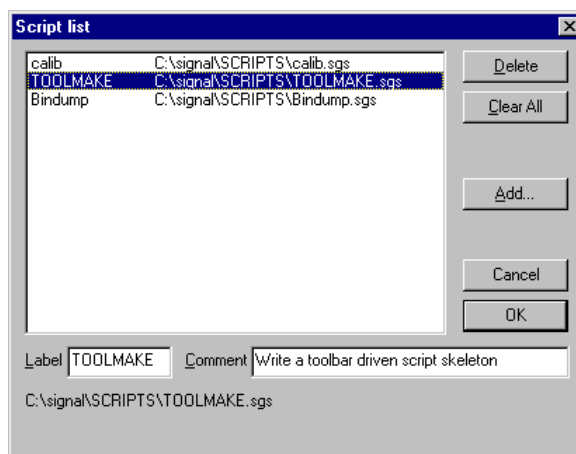 Script list
calib C:\signal\SCRIPTS\calib.sgs
TOOLMAKE C:\signal\SCRIPTS\TOOLMAKE.sgs
Bindump C:\signal\SCRIPTS\Bindump.sgs
Delete
Clear All
Add...
Cancel
OK
Label TOOLMAKE Comment Write a toolbar driven script skeleton
C:\signal\SCRIPTS\TOOLMAKE.sgs